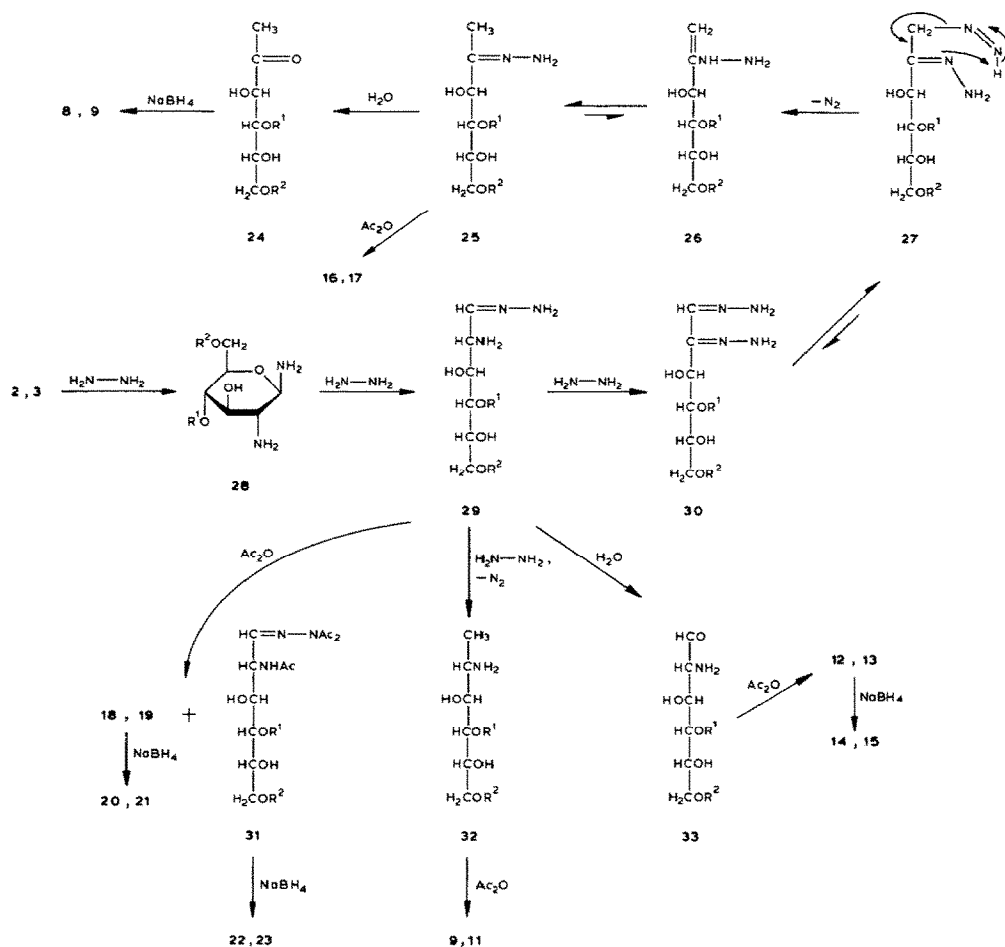 CH₃
C=O
HOCH
HCOR¹
HCOH
H₂COR²
24
8 , 9
NaBH₄
H₂O
CH₃
C=N—NH₂
HOCH
HCOR¹
HCOH
H₂COR²
25
Ac₂O
16, 17
CH₂
C—NH—NH₂
HOCH
HCOR¹
HCOH
H₂COR²
26
–N₂
CH₂—N=N—H
C=N—NH₂
HOCH
HCOR¹
HCOH
H₂COR²
27
2 , 3
H₂N—NH₂
R²OCH₂
NH₂
OH
R¹O
NH₂
28
H₂N—NH₂
HC=N—NH₂
HCNH₂
HOCH
HCOR¹
HCOH
H₂COR²
29
H₂N—NH₂
HC=N—NH₂
C=N—NH₂
HOCH
HCOR¹
HCOH
H₂COR²
30
Ac₂O
H₂N—NH₂,
–N₂
H₂O
18 , 19 +
NaBH₄
20 , 21
HC=N—NAc₂
HCNHAc
HOCH
HCOR¹
HCOH
H₂COR²
31
NaBH₄
22, 23
CH₃
HCNH₂
HOCH
HCOR¹
HCOH
H₂COR²
32
Ac₂O
9, 11
HCO
HCNH₂
HOCH
HCOR¹
HCOH
H₂COR²
33
Ac₂O
12 , 13
NaBH₄
14 , 15